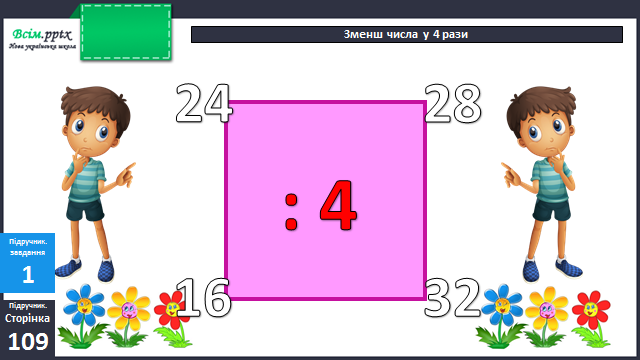 Всім.pptx
Нова українська школа
Зменш числа у 4 рази
24
28
: 4
16
32
Підручник.
завдання
1
Підручник.
Сторінка
109